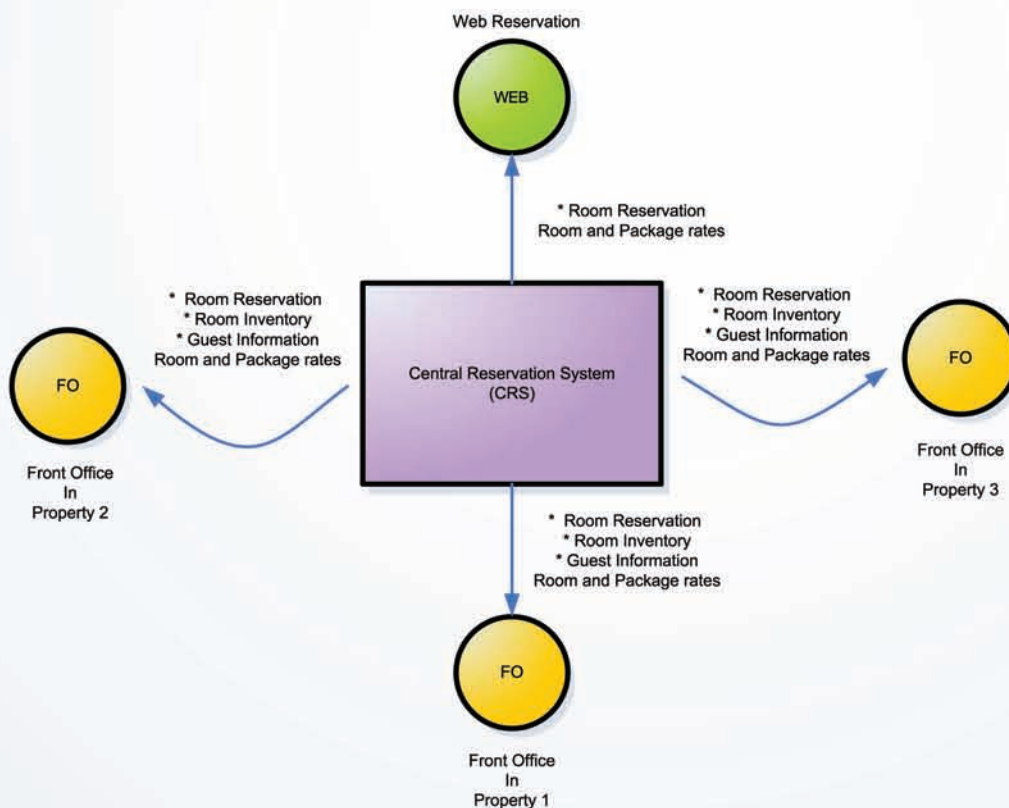 Web Reservation
WEB
* Room Reservation
Room and Package rates
* Room Reservation
* Room Inventory
* Guest Information
Room and Package rates
* Room Reservation
* Room Inventory
* Guest Information
Room and Package rates
FO
Central Reservation System
(CRS)
FO
Front Office
In
Property 2
Front Office
In
Property 3
* Room Reservation
* Room Inventory
* Guest Information
Room and Package rates
FO
Front Office
In
Property 1